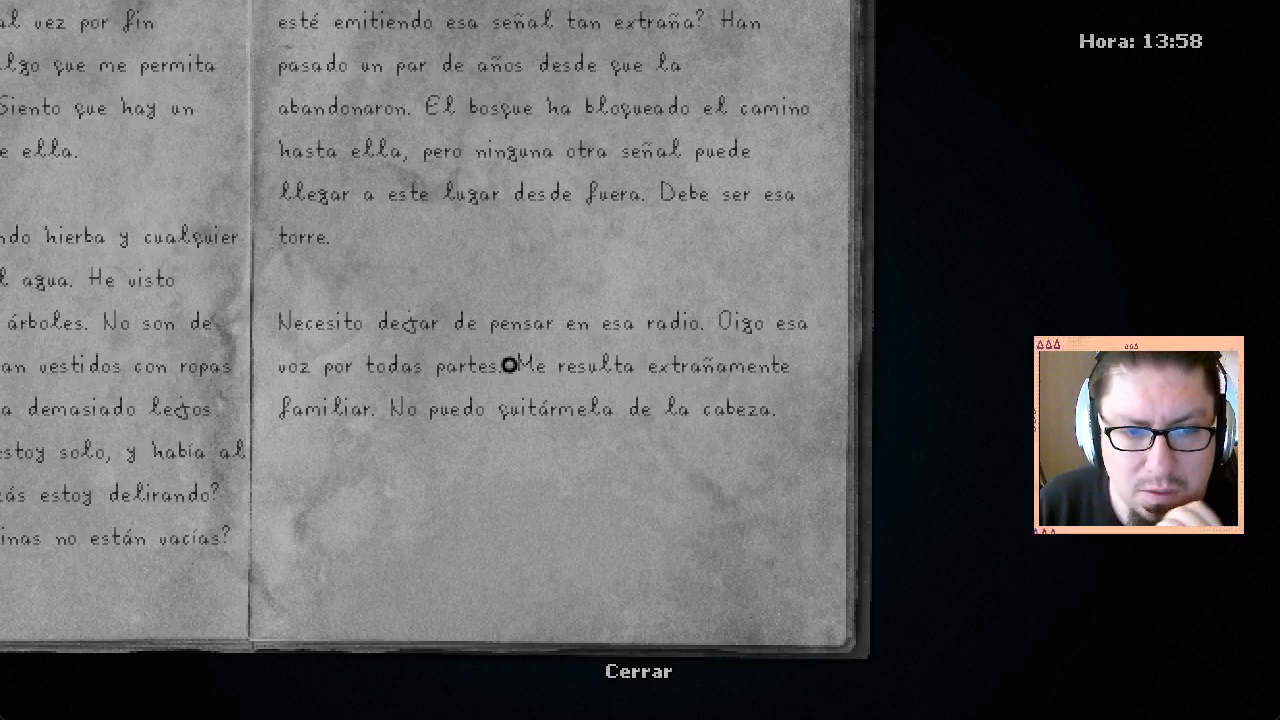 al vez por fin
lgo que me permita
Siento que hay un
e ella.
ndo hierba y cualquier
l agua. He visto
árboles. No son de
an vestidos con ropas
a demasiado lejos
estoy solo, y había al
zás estoy delirando?
inas no están vacías?
esté emitiendo esa señal tan extraña? Han
pasado un par de años desde que la
abandonaron. El bosque ha bloqueado el camino
hasta ella, pero ninguna otra señal puede
llegar a este lugar desde fuera. Debe ser esa
torre.
Necesito dejar de pensar en esa radio. Oigo esa
voz por todas partes. Me resulta extrañamente
familiar. No puedo quitármela de la cabeza.
Hora: 13:58
Cerrar